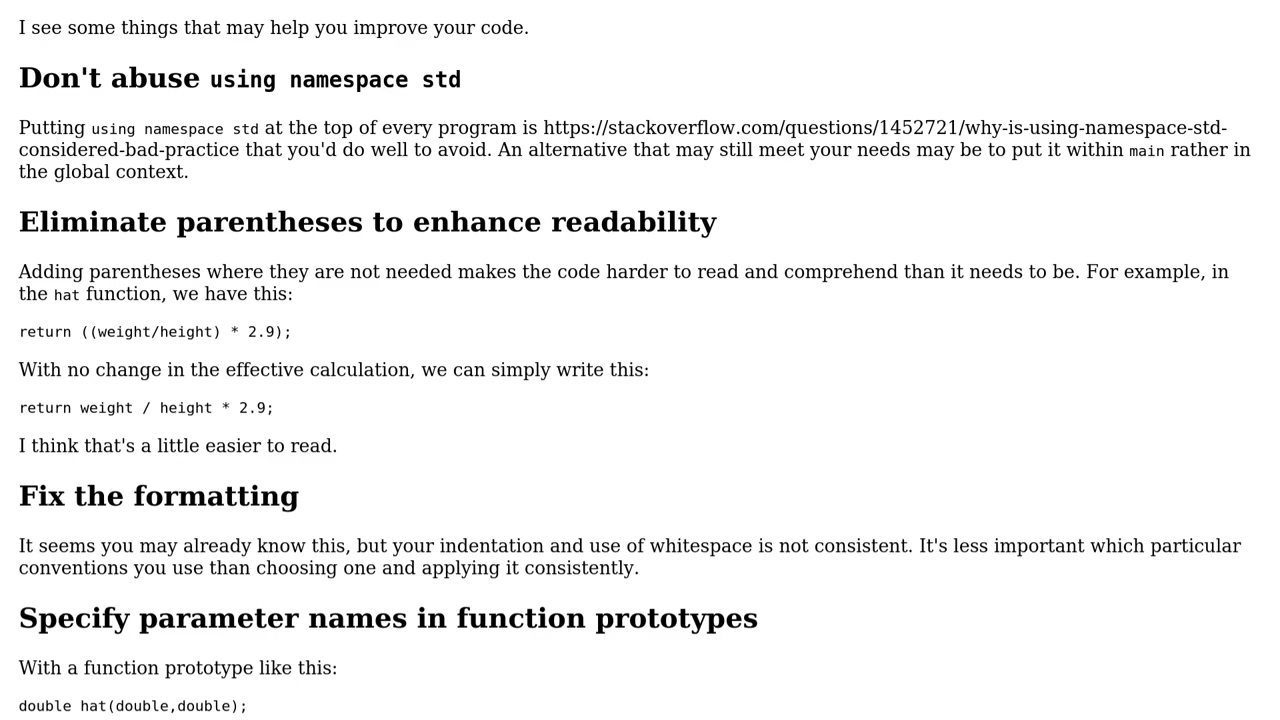 I see some things that may help you improve your code.
Don't abuse using namespace std
Putting using namespace std at the top of every program is https://stackoverflow.com/questions/1452721/why-is-using-namespace-std-
considered-bad-practice that you'd do well to avoid. An alternative that may still meet your needs may be to put it within main rather in
the global context.
Eliminate parentheses to enhance readability
Adding parentheses where they are not needed makes the code harder to read and comprehend than it needs to be. For example, in
the hat function, we have this:
return ((weight/height) * 2.9);
With no change in the effective calculation, we can simply write this:
return weight / height * 2.9;
I think that's a little easier to read.
Fix the formatting
It seems you may already know this, but your indentation and use of whitespace is not consistent. It's less important which particular
conventions you use than choosing one and applying it consistently.
Specify parameter names in function prototypes
With a function prototype like this:
double hat(double,double);